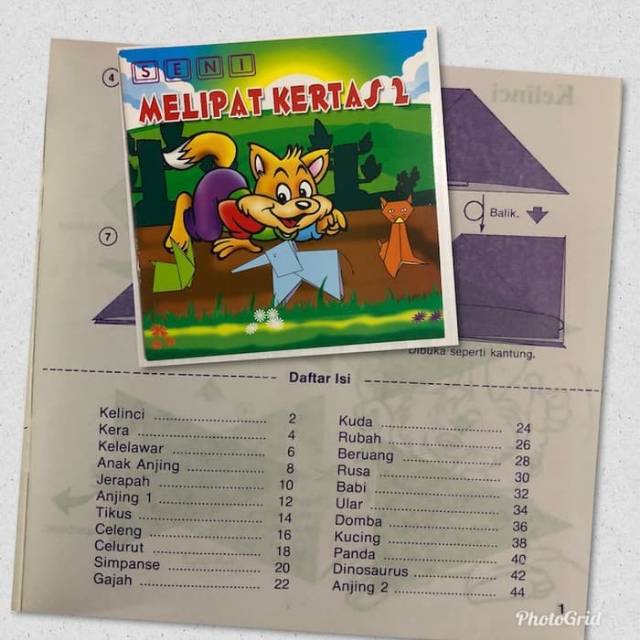 4
SENI
MELIPAT KERTAS 2
Kelinci
7
Balik.
Dibuka seperti kantung.
Daftar Isi
Kelinci .......... 2
Kera .......... 4
Kelelawar .......... 6
Anak Anjing .......... 8
Jerapah .......... 10
Anjing 1 .......... 12
Tikus .......... 14
Celeng .......... 16
Celurut .......... 18
Simpanse .......... 20
Gajah .......... 22
Kuda .......... 24
Rubah .......... 26
Beruang .......... 28
Rusa .......... 30
Babi .......... 32
Ular .......... 34
Domba .......... 36
Kucing .......... 38
Panda .......... 40
Dinosaurus .......... 42
Anjing 2 .......... 44
1
PhotoGrid